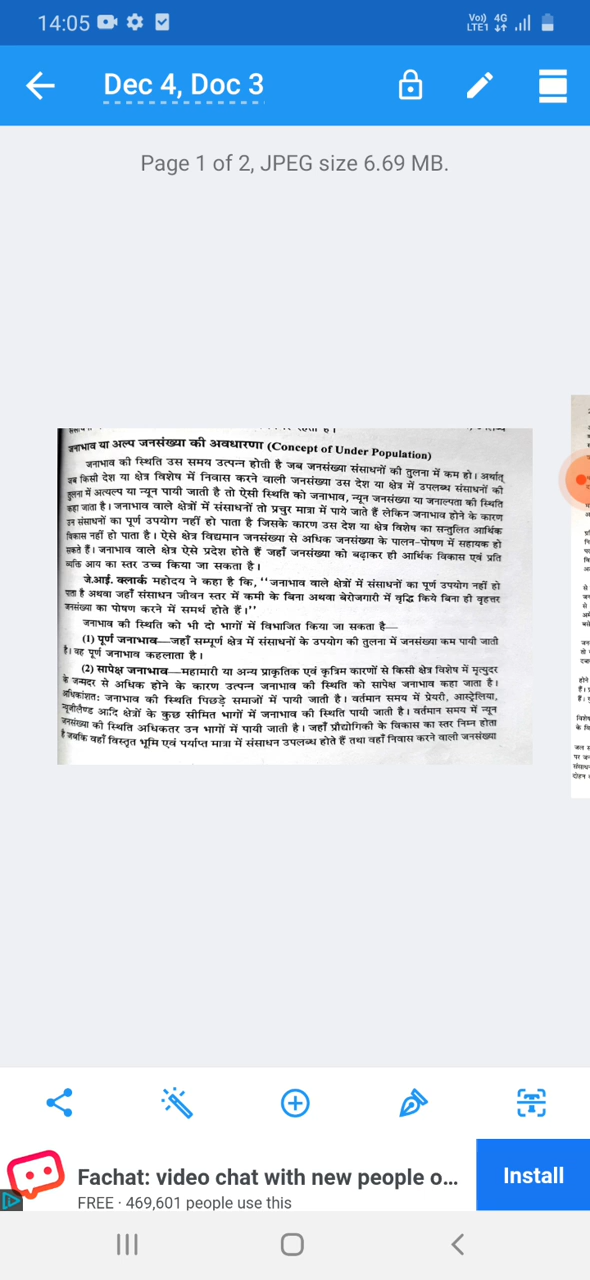 14:05
Vo)) 4G
LTE1
Dec 4, Doc 3
Page 1 of 2, JPEG size 6.69 MB.
जनाभाव या अल्प जनसंख्या की अवधारणा (Concept of Under Population)
जनाभाव की स्थिति उस समय उत्पन्न होती है जब जनसंख्या संसाधनों की तुलना में कम हो। अर्थात्
जब किसी देश या क्षेत्र विशेष में निवास करने वाली जनसंख्या उस देश या क्षेत्र में उपलब्ध संसाधनों की
तुलना में अत्यल्प या न्यून पायी जाती है तो ऐसी स्थिति को जनाभाव, न्यून जनसंख्या या जनाल्पता की स्थिति
कहा जाता है। जनाभाव वाले क्षेत्रों में संसाधनों तो प्रचुर मात्रा में पाये जाते हैं लेकिन जनाभाव होने के कारण
उन संसाधनों का पूर्ण उपयोग नहीं हो पाता है जिसके कारण उस देश या क्षेत्र विशेष का सन्तुलित आर्थिक
विकास नहीं हो पाता है। ऐसे क्षेत्र विद्यमान जनसंख्या से अधिक जनसंख्या के पालन-पोषण में सहायक हो
सकते हैं। जनाभाव वाले क्षेत्र ऐसे प्रदेश होते हैं जहाँ जनसंख्या को बढ़ाकर ही आर्थिक विकास एवं प्रति
व्यक्ति आय का स्तर उच्च किया जा सकता है।
जे.आई. क्लार्क महोदय ने कहा है कि, ''जनाभाव वाले क्षेत्रों में संसाधनों का पूर्ण उपयोग नहीं हो
पाता है अथवा जहाँ संसाधन जीवन स्तर में कमी के बिना अथवा बेरोजगारी में वृद्धि किये बिना ही वृहत्तर
जनसंख्या का पोषण करने में समर्थ होते हैं।''
जनाभाव की स्थिति को भी दो भागों में विभाजित किया जा सकता है—
(1) पूर्ण जनाभाव—जहाँ सम्पूर्ण क्षेत्र में संसाधनों के उपयोग की तुलना में जनसंख्या कम पायी जाती
है। वह पूर्ण जनाभाव कहलाता है।
(2) सापेक्ष जनाभाव—महामारी या अन्य प्राकृतिक एवं कृत्रिम कारणों से किसी क्षेत्र विशेष में मृत्युदर
के जन्मदर से अधिक होने के कारण उत्पन्न जनाभाव की स्थिति को सापेक्ष जनाभाव कहा जाता है।
अधिकांशत: जनाभाव की स्थिति पिछड़े समाजों में पायी जाती है। वर्तमान समय में प्रेयरी, आस्ट्रेलिया,
न्यूजीलैण्ड आदि क्षेत्रों के कुछ सीमित भागों में जनाभाव की स्थिति पायी जाती है। वर्तमान समय में न्यून
जनसंख्या की स्थिति अधिकतर उन भागों में पायी जाती है। जहाँ प्रौद्योगिकी के विकास का स्तर निम्न होता
है जबकि वहाँ विस्तृत भूमि एवं पर्याप्त मात्रा में संसाधन उपलब्ध होते हैं तथा वहाँ निवास करने वाली जनसंख्या
Fachat: video chat with new people o...
FREE · 469,601 people use this
Install